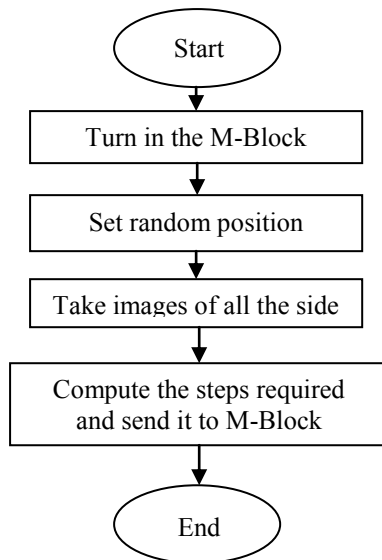 Start
Turn in the M-Block
Set random position
Take images of all the side
Compute the steps required
and send it to M-Block
End